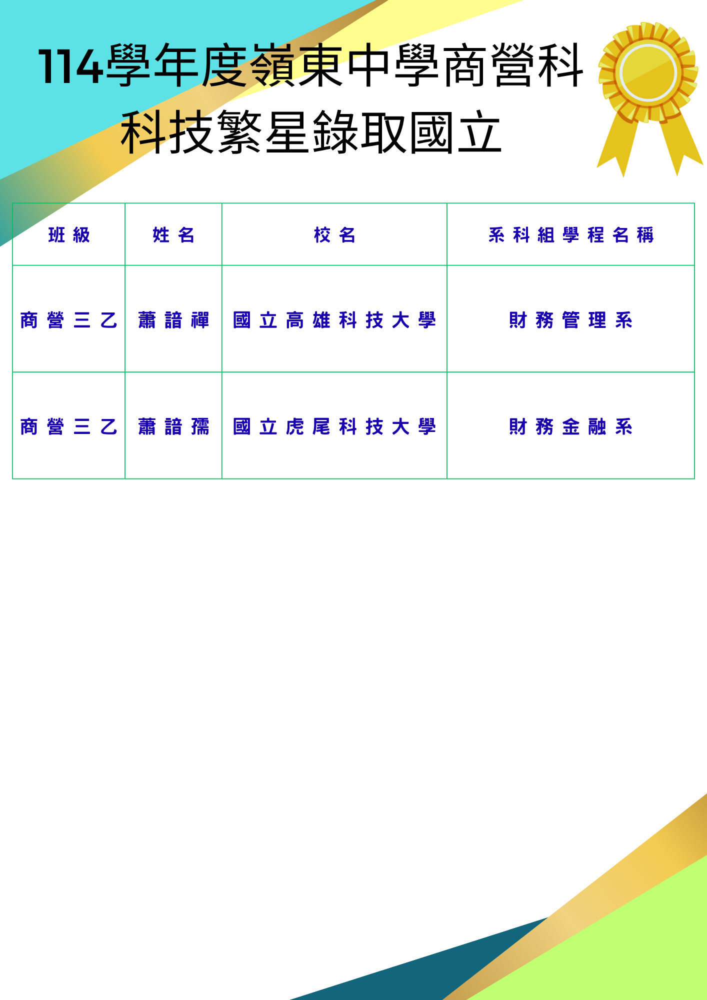 114學年度嶺東中學商營科
科技繁星錄取國立
班級 姓名 校名 系科組學程名稱
商營三乙 蕭諳禪 國立高雄科技大學 財務管理系
商營三乙 蕭諳孺 國立虎尾科技大學 財務金融系